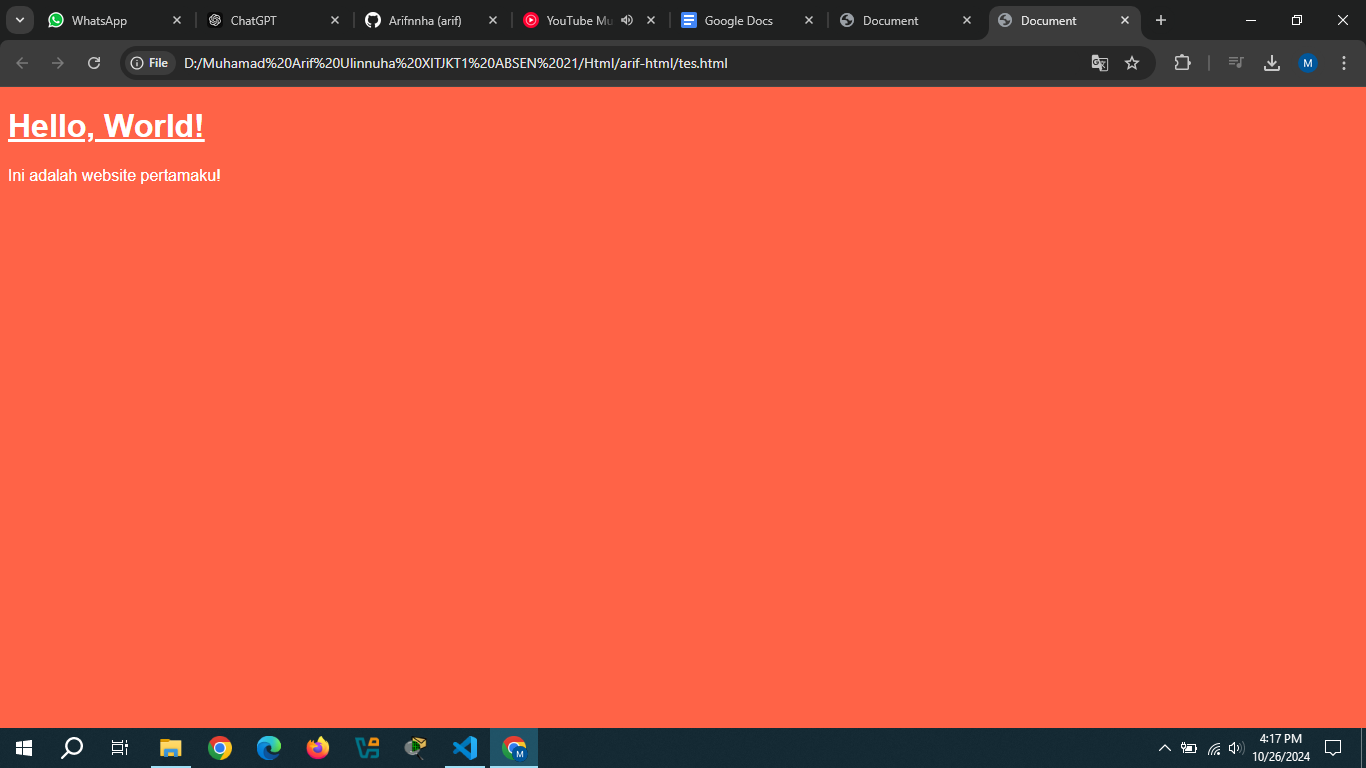 WhatsApp
ChatGPT
Arifnnha (arif)
YouTube Mu
Google Docs
Document
Document
File
D:/Muhamad%20Arif%20Ulinnuha%20XITJKT1%20ABSEN%2021/Html/arif-html/tes.html
M
Hello, World!
Ini adalah website pertamaku!
M
4:17 PM
10/26/2024